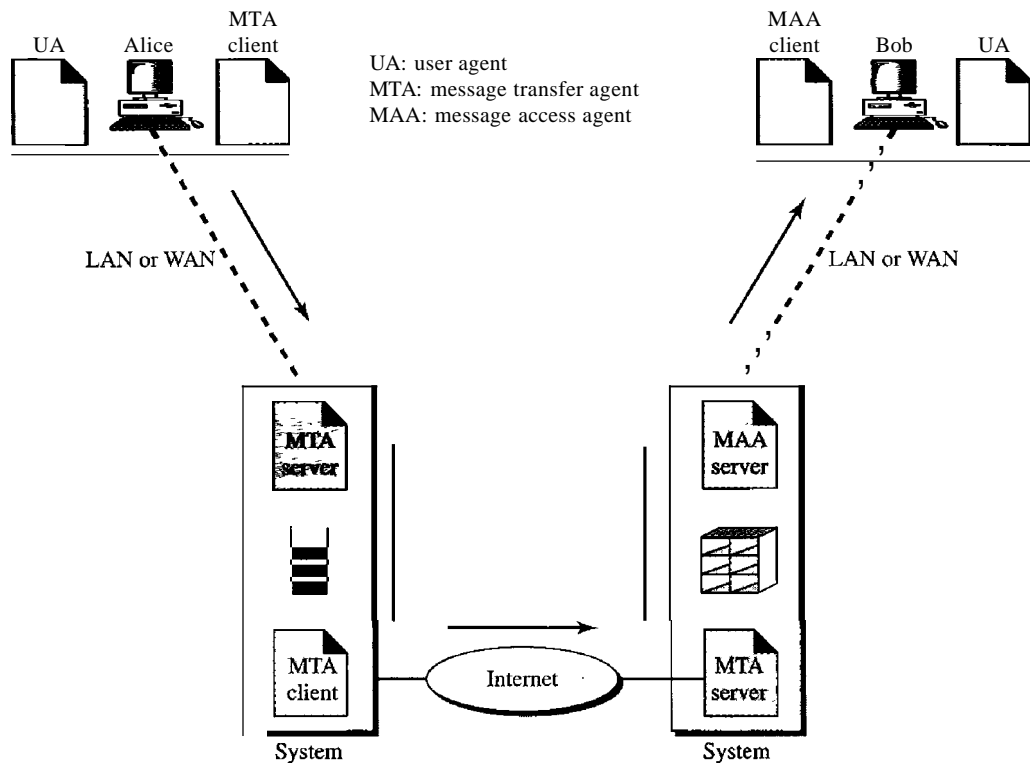 UA
Alice
MTA
client
UA: user agent
MTA: message transfer agent
MAA: message access agent
MAA
client
Bob
UA
LAN or WAN
LAN or WAN
MTA
server
MAA
server
MTA
client
Internet
MTA
server
System
System